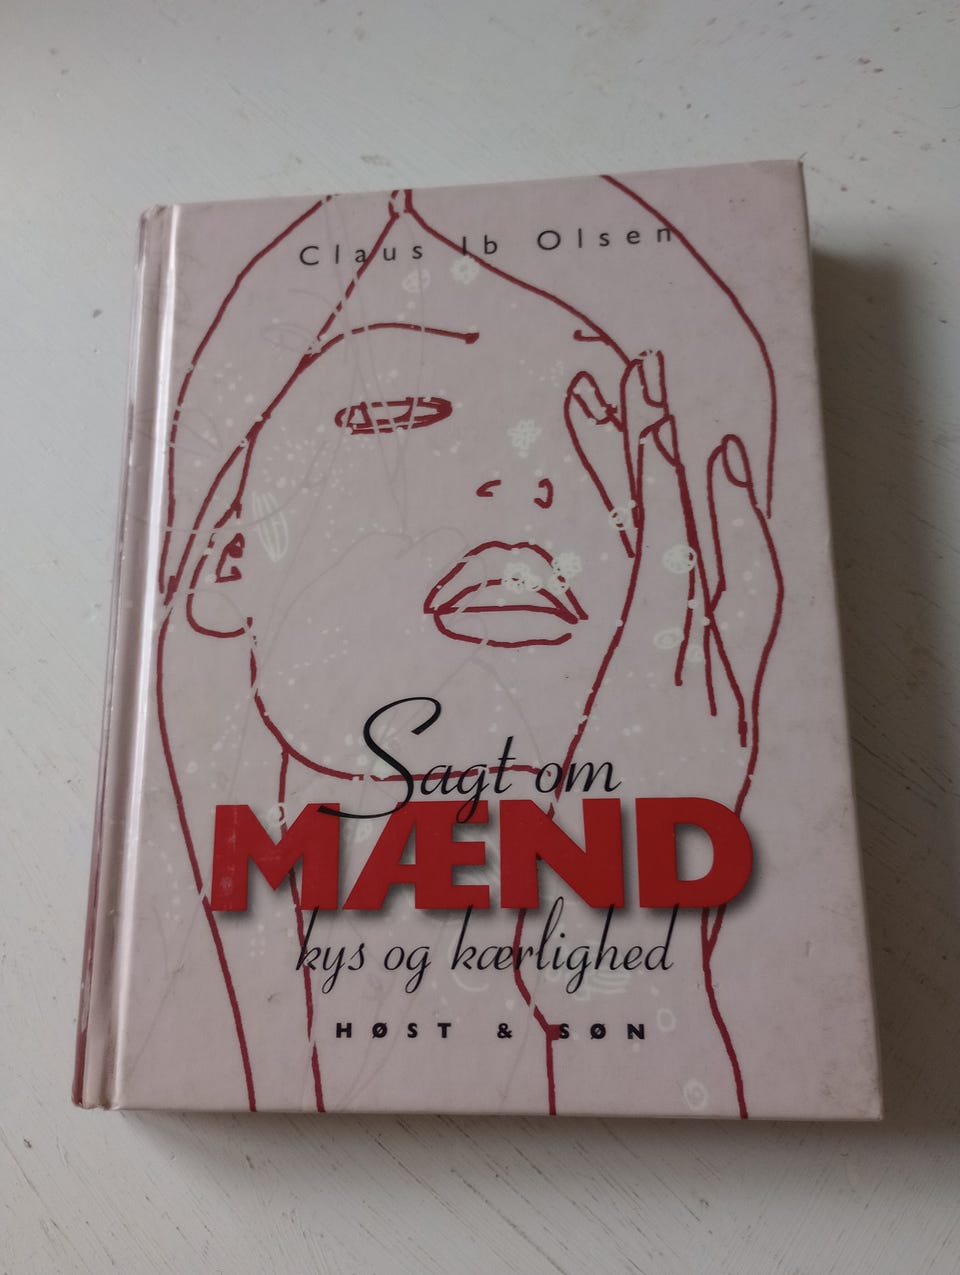 Claus Ib Olsen
Sagt om
MÆND
kys og kærlighed
HØST & SØN